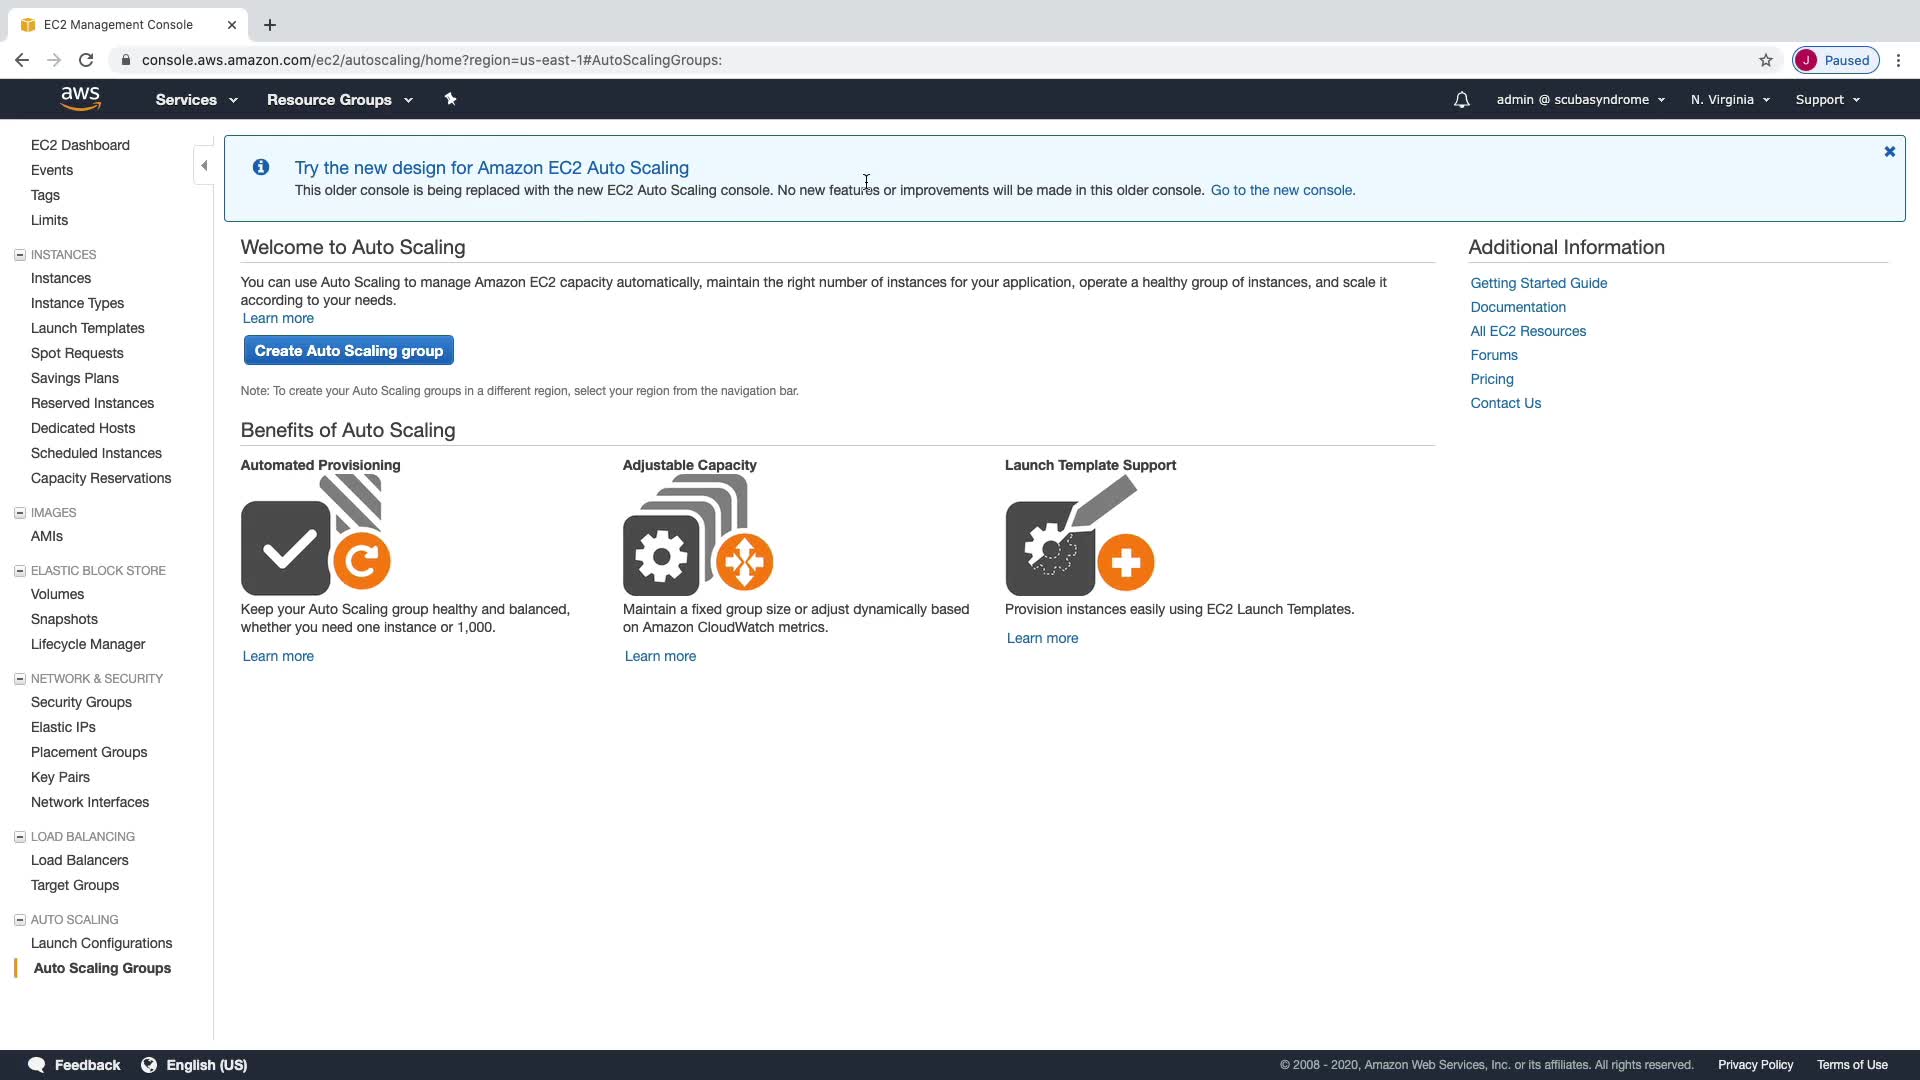 EC2 Management Console
console.aws.amazon.com/ec2/autoscaling/home?region=us-east-1#AutoScalingGroups:
J Paused
aws
Services
Resource Groups
admin @ scubasyndrome
N. Virginia
Support
EC2 Dashboard
Events
Tags
Limits
INSTANCES
Instances
Instance Types
Launch Templates
Spot Requests
Savings Plans
Reserved Instances
Dedicated Hosts
Scheduled Instances
Capacity Reservations
IMAGES
AMIs
ELASTIC BLOCK STORE
Volumes
Snapshots
Lifecycle Manager
NETWORK & SECURITY
Security Groups
Elastic IPs
Placement Groups
Key Pairs
Network Interfaces
LOAD BALANCING
Load Balancers
Target Groups
AUTO SCALING
Launch Configurations
Auto Scaling Groups
Try the new design for Amazon EC2 Auto Scaling
This older console is being replaced with the new EC2 Auto Scaling console. No new features or improvements will be made in this older console. Go to the new console.
Welcome to Auto Scaling
You can use Auto Scaling to manage Amazon EC2 capacity automatically, maintain the right number of instances for your application, operate a healthy group of instances, and scale it
according to your needs.
Learn more
Create Auto Scaling group
Note: To create your Auto Scaling groups in a different region, select your region from the navigation bar.
Benefits of Auto Scaling
Automated Provisioning
Keep your Auto Scaling group healthy and balanced,
whether you need one instance or 1,000.
Learn more
Adjustable Capacity
Maintain a fixed group size or adjust dynamically based
on Amazon CloudWatch metrics.
Learn more
Launch Template Support
Provision instances easily using EC2 Launch Templates.
Learn more
Additional Information
Getting Started Guide
Documentation
All EC2 Resources
Forums
Pricing
Contact Us
Feedback
English (US)
© 2008 - 2020, Amazon Web Services, Inc. or its affiliates. All rights reserved.
Privacy Policy
Terms of Use